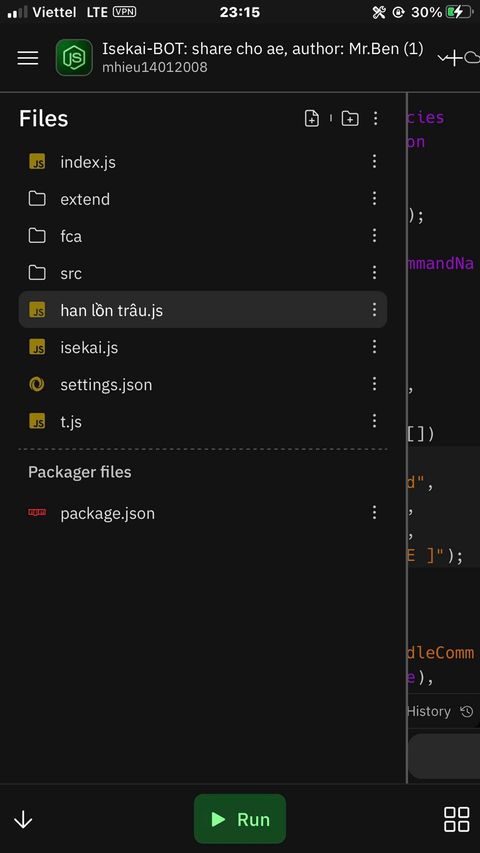 Viettel LTE VPN 23:15 30%
Isekai-BOT: share cho ae, author: Mr.Ben (1)
mhieu14012008
Files
cies
on
index.js
extend
);
fca
mmandNa
src
han lồn trâu.js
isekai.js
settings.json
,
t.js
[])
Packager files
d",
,
package.json
,
E ]");
dleComm
e),
History
Run